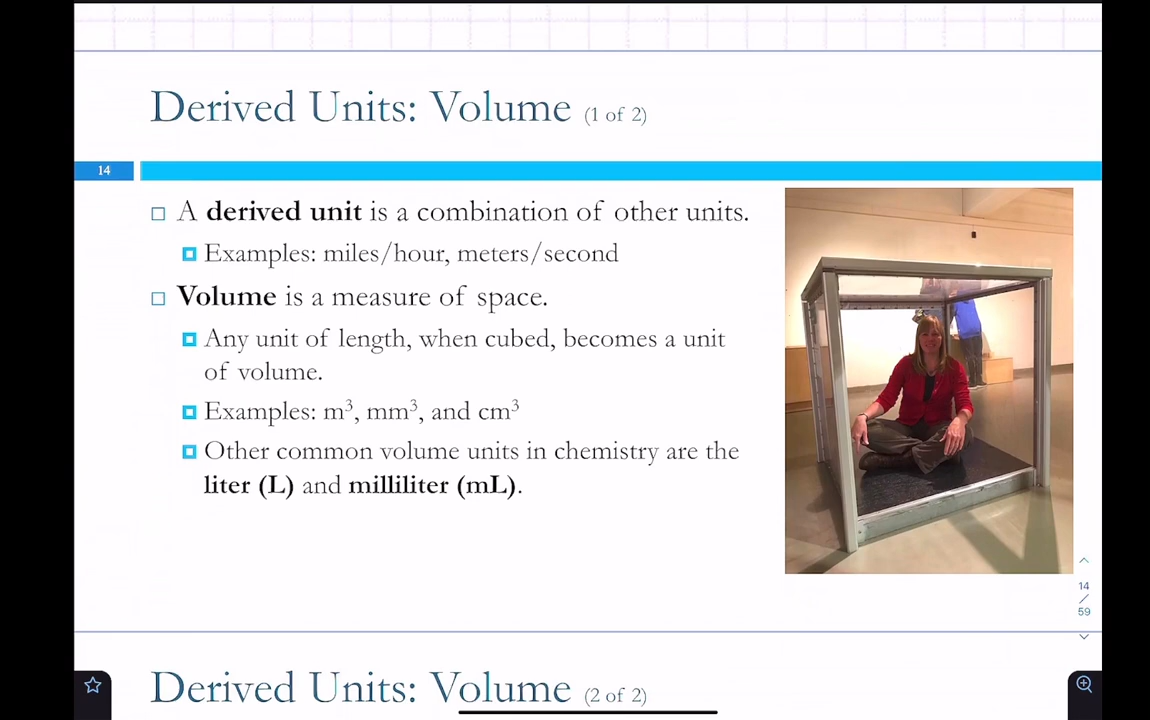 Derived Units: Volume (1 of 2)
14
A derived unit is a combination of other units.
Examples: miles/hour, meters/second
Volume is a measure of space.
Any unit of length, when cubed, becomes a unit
of volume.
Examples: m³, mm³, and cm³
Other common volume units in chemistry are the
liter (L) and milliliter (mL).
14
/
59
Derived Units: Volume (2 of 2)